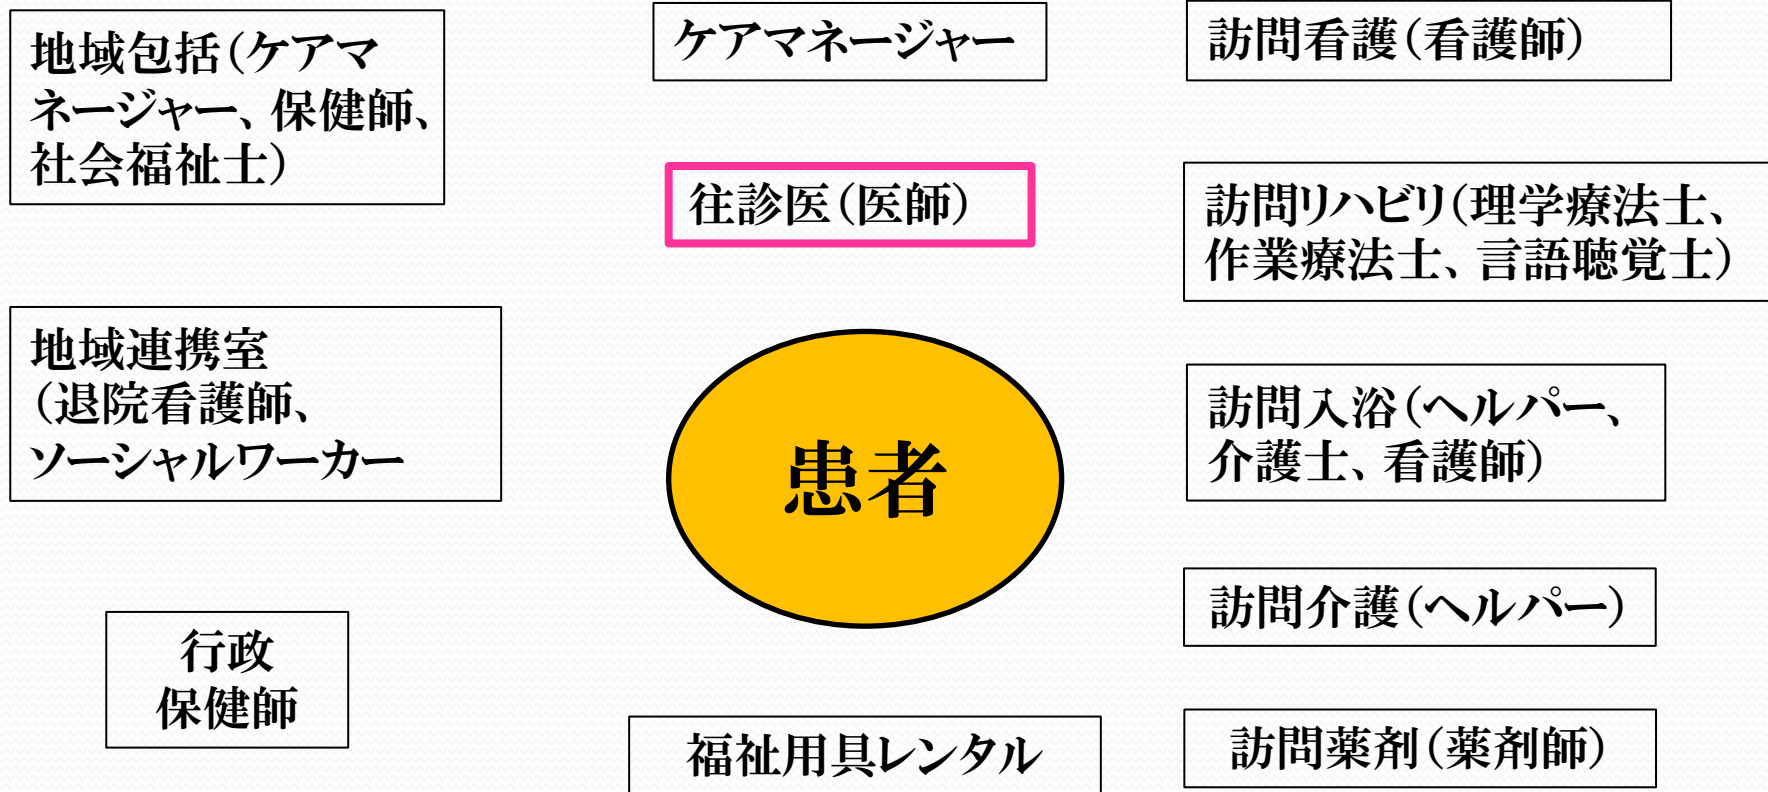 地域包括(ケアマ
ネージャー、保健師、
社会福祉士)
ケアマネージャー
訪問看護(看護師)
往診医(医師)
訪問リハビリ(理学療法士、
作業療法士、言語聴覚士)
地域連携室
(退院看護師、
ソーシャルワーカー
患者
訪問入浴(ヘルパー、
介護士、看護師)
訪問介護(ヘルパー)
行政
保健師
福祉用具レンタル
訪問薬剤(薬剤師)